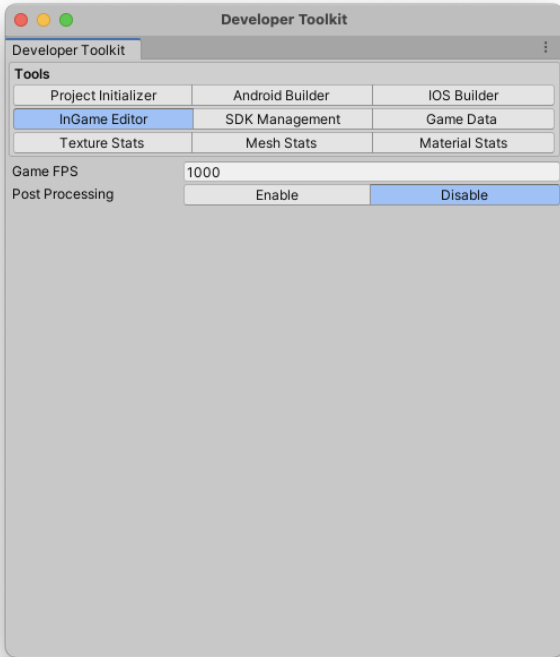 Developer Toolkit
Developer Toolkit
Tools
Project Initializer Android Builder IOS Builder
InGame Editor SDK Management Game Data
Texture Stats Mesh Stats Material Stats
Game FPS 1000
Post Processing Enable Disable